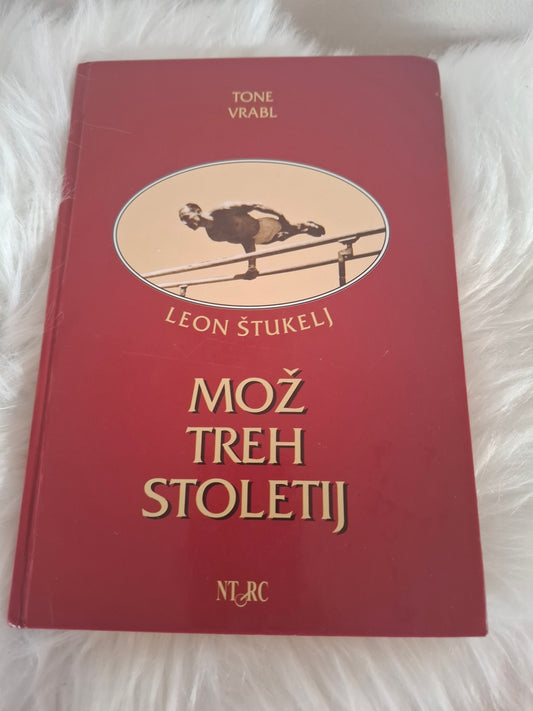 TONE
VRABL
LEON ŠTUKELJ
MOŽ
TREH
STOLETIJ
NT&RC